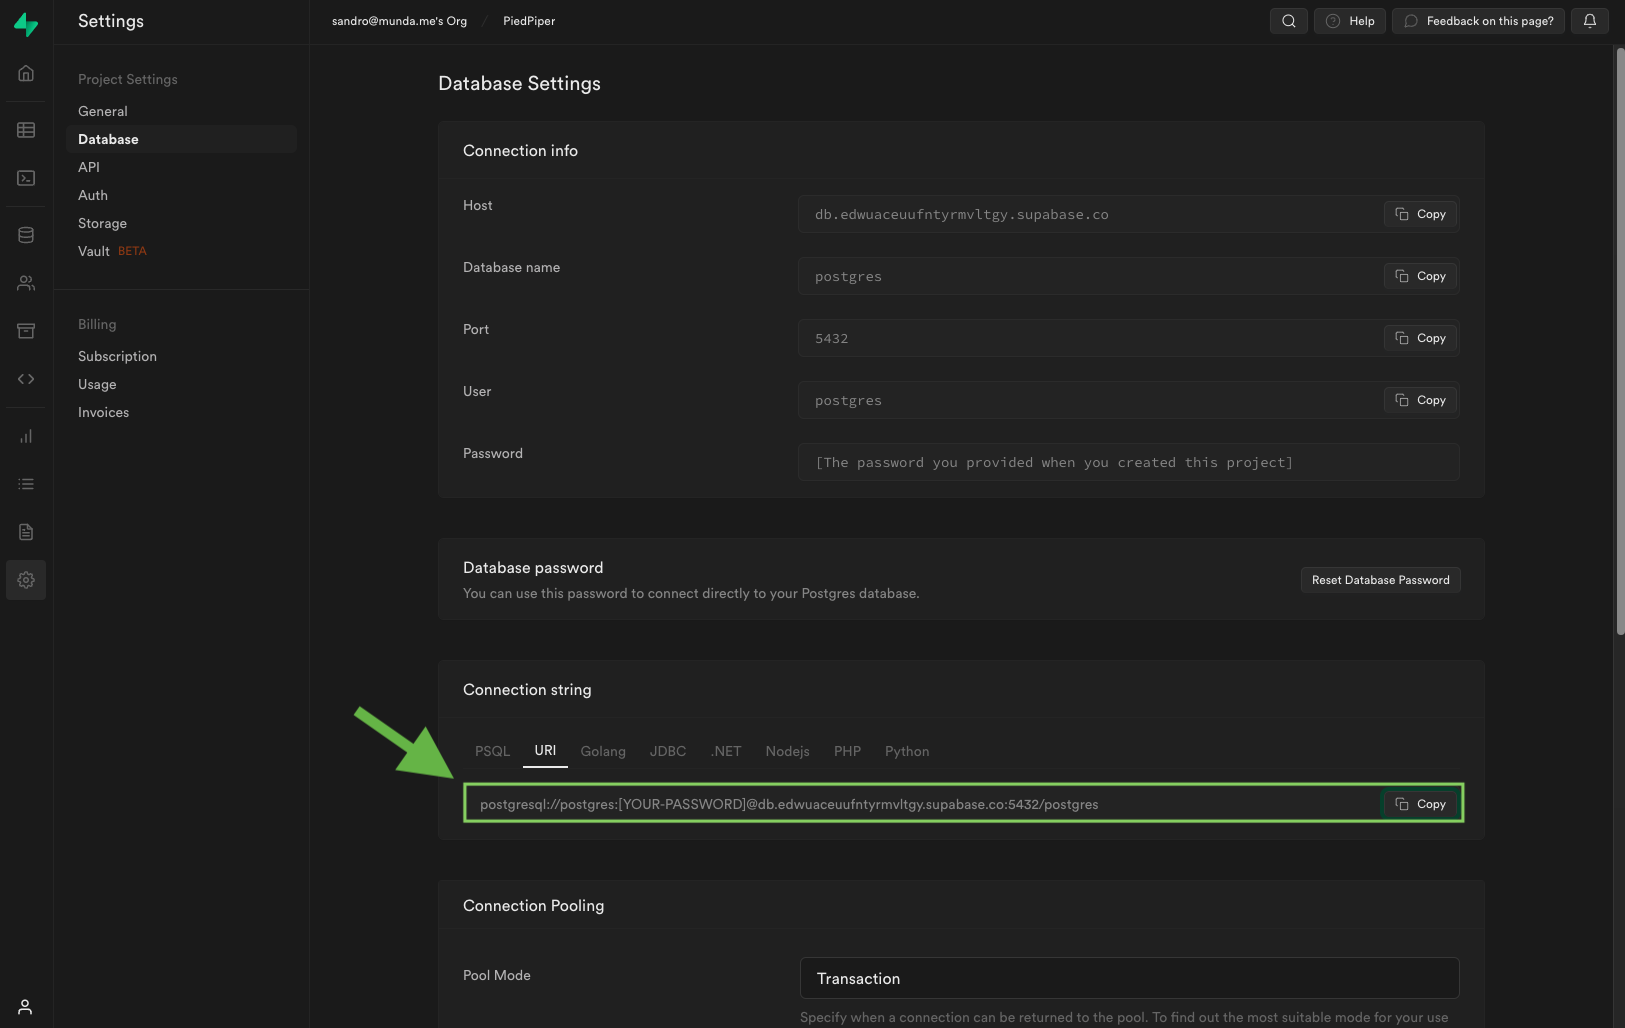 Settings
sandro@munda.me's Org / PiedPiper
Help
Feedback on this page?
Project Settings
General
Database
API
Auth
Storage
Vault BETA
Billing
Subscription
Usage
Invoices
Database Settings
Connection info
Host
db.edwuaceuufntyrmvltgy.supabase.co
Copy
Database name
postgres
Copy
Port
5432
Copy
User
postgres
Copy
Password
[The password you provided when you created this project]
Database password
You can use this password to connect directly to your Postgres database.
Reset Database Password
Connection string
PSQL URI Golang JDBC .NET Nodejs PHP Python
postgresql://postgres:[YOUR-PASSWORD]@db.edwuaceuufntyrmvltgy.supabase.co:5432/postgres
Copy
Connection Pooling
Pool Mode
Transaction
Specify when a connection can be returned to the pool. To find out the most suitable mode for your use